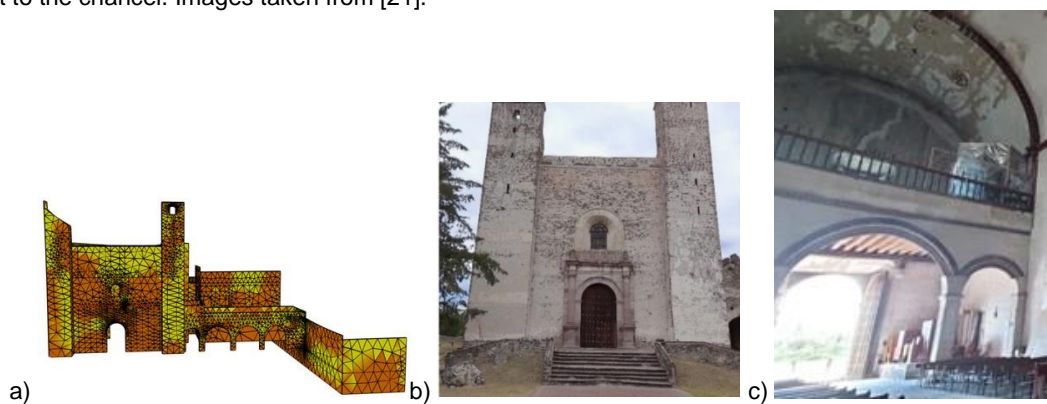 t to the chancel. Images taken from [21].
a) b) c)